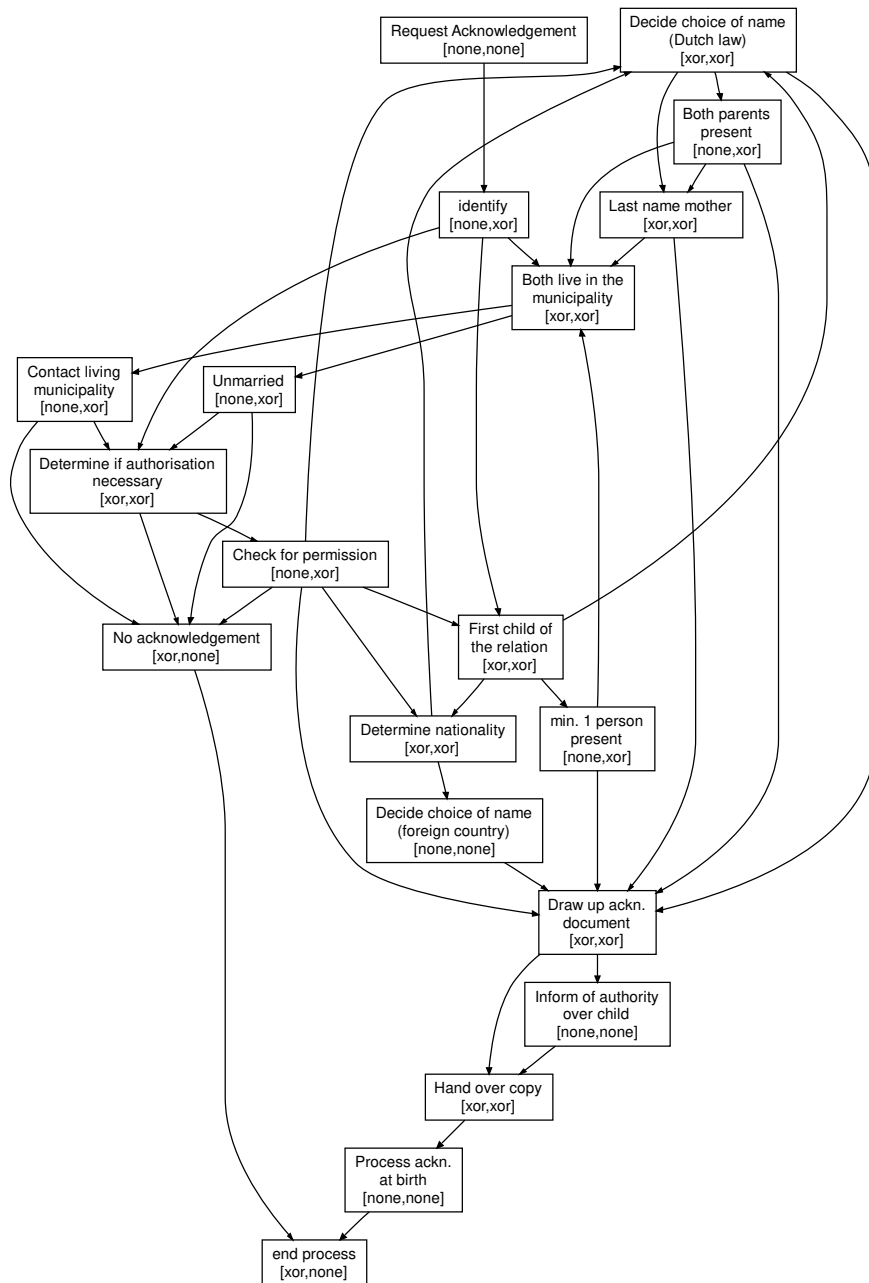 Request Acknowledgement
[none,none]
Decide choice of name
(Dutch law)
[xor,xor]
Both parents
present
[none,xor]
identify
[none,xor]
Last name mother
[xor,xor]
Both live in the
municipality
[xor,xor]
Contact living
municipality
[none,xor]
Unmarried
[none,xor]
Determine if authorisation
necessary
[xor,xor]
Check for permission
[none,xor]
No acknowledgement
[xor,none]
First child of
the relation
[xor,xor]
Determine nationality
[xor,xor]
min. 1 person
present
[none,xor]
Decide choice of name
(foreign country)
[none,none]
Draw up ackn.
document
[xor,xor]
Inform of authority
over child
[none,none]
Hand over copy
[xor,xor]
Process ackn.
at birth
[none,none]
end process
[xor,none]